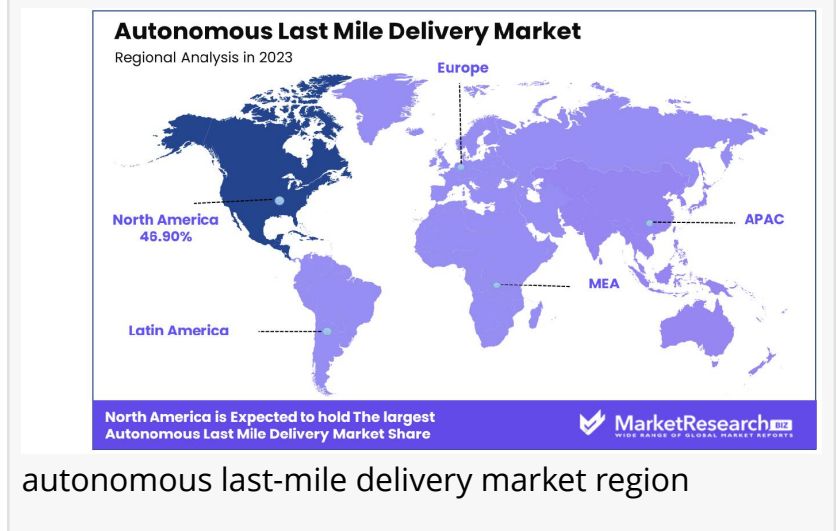 Autonomous Last Mile Delivery Market
Regional Analysis in 2023
Europe
North America
46.90%
APAC
MEA
Latin America
North America is Expected to hold The largest
Autonomous Last Mile Delivery Market Share
MarketResearch BIZ
WIDE RANGE OF GLOBAL MARKET REPORTS
autonomous last-mile delivery market region